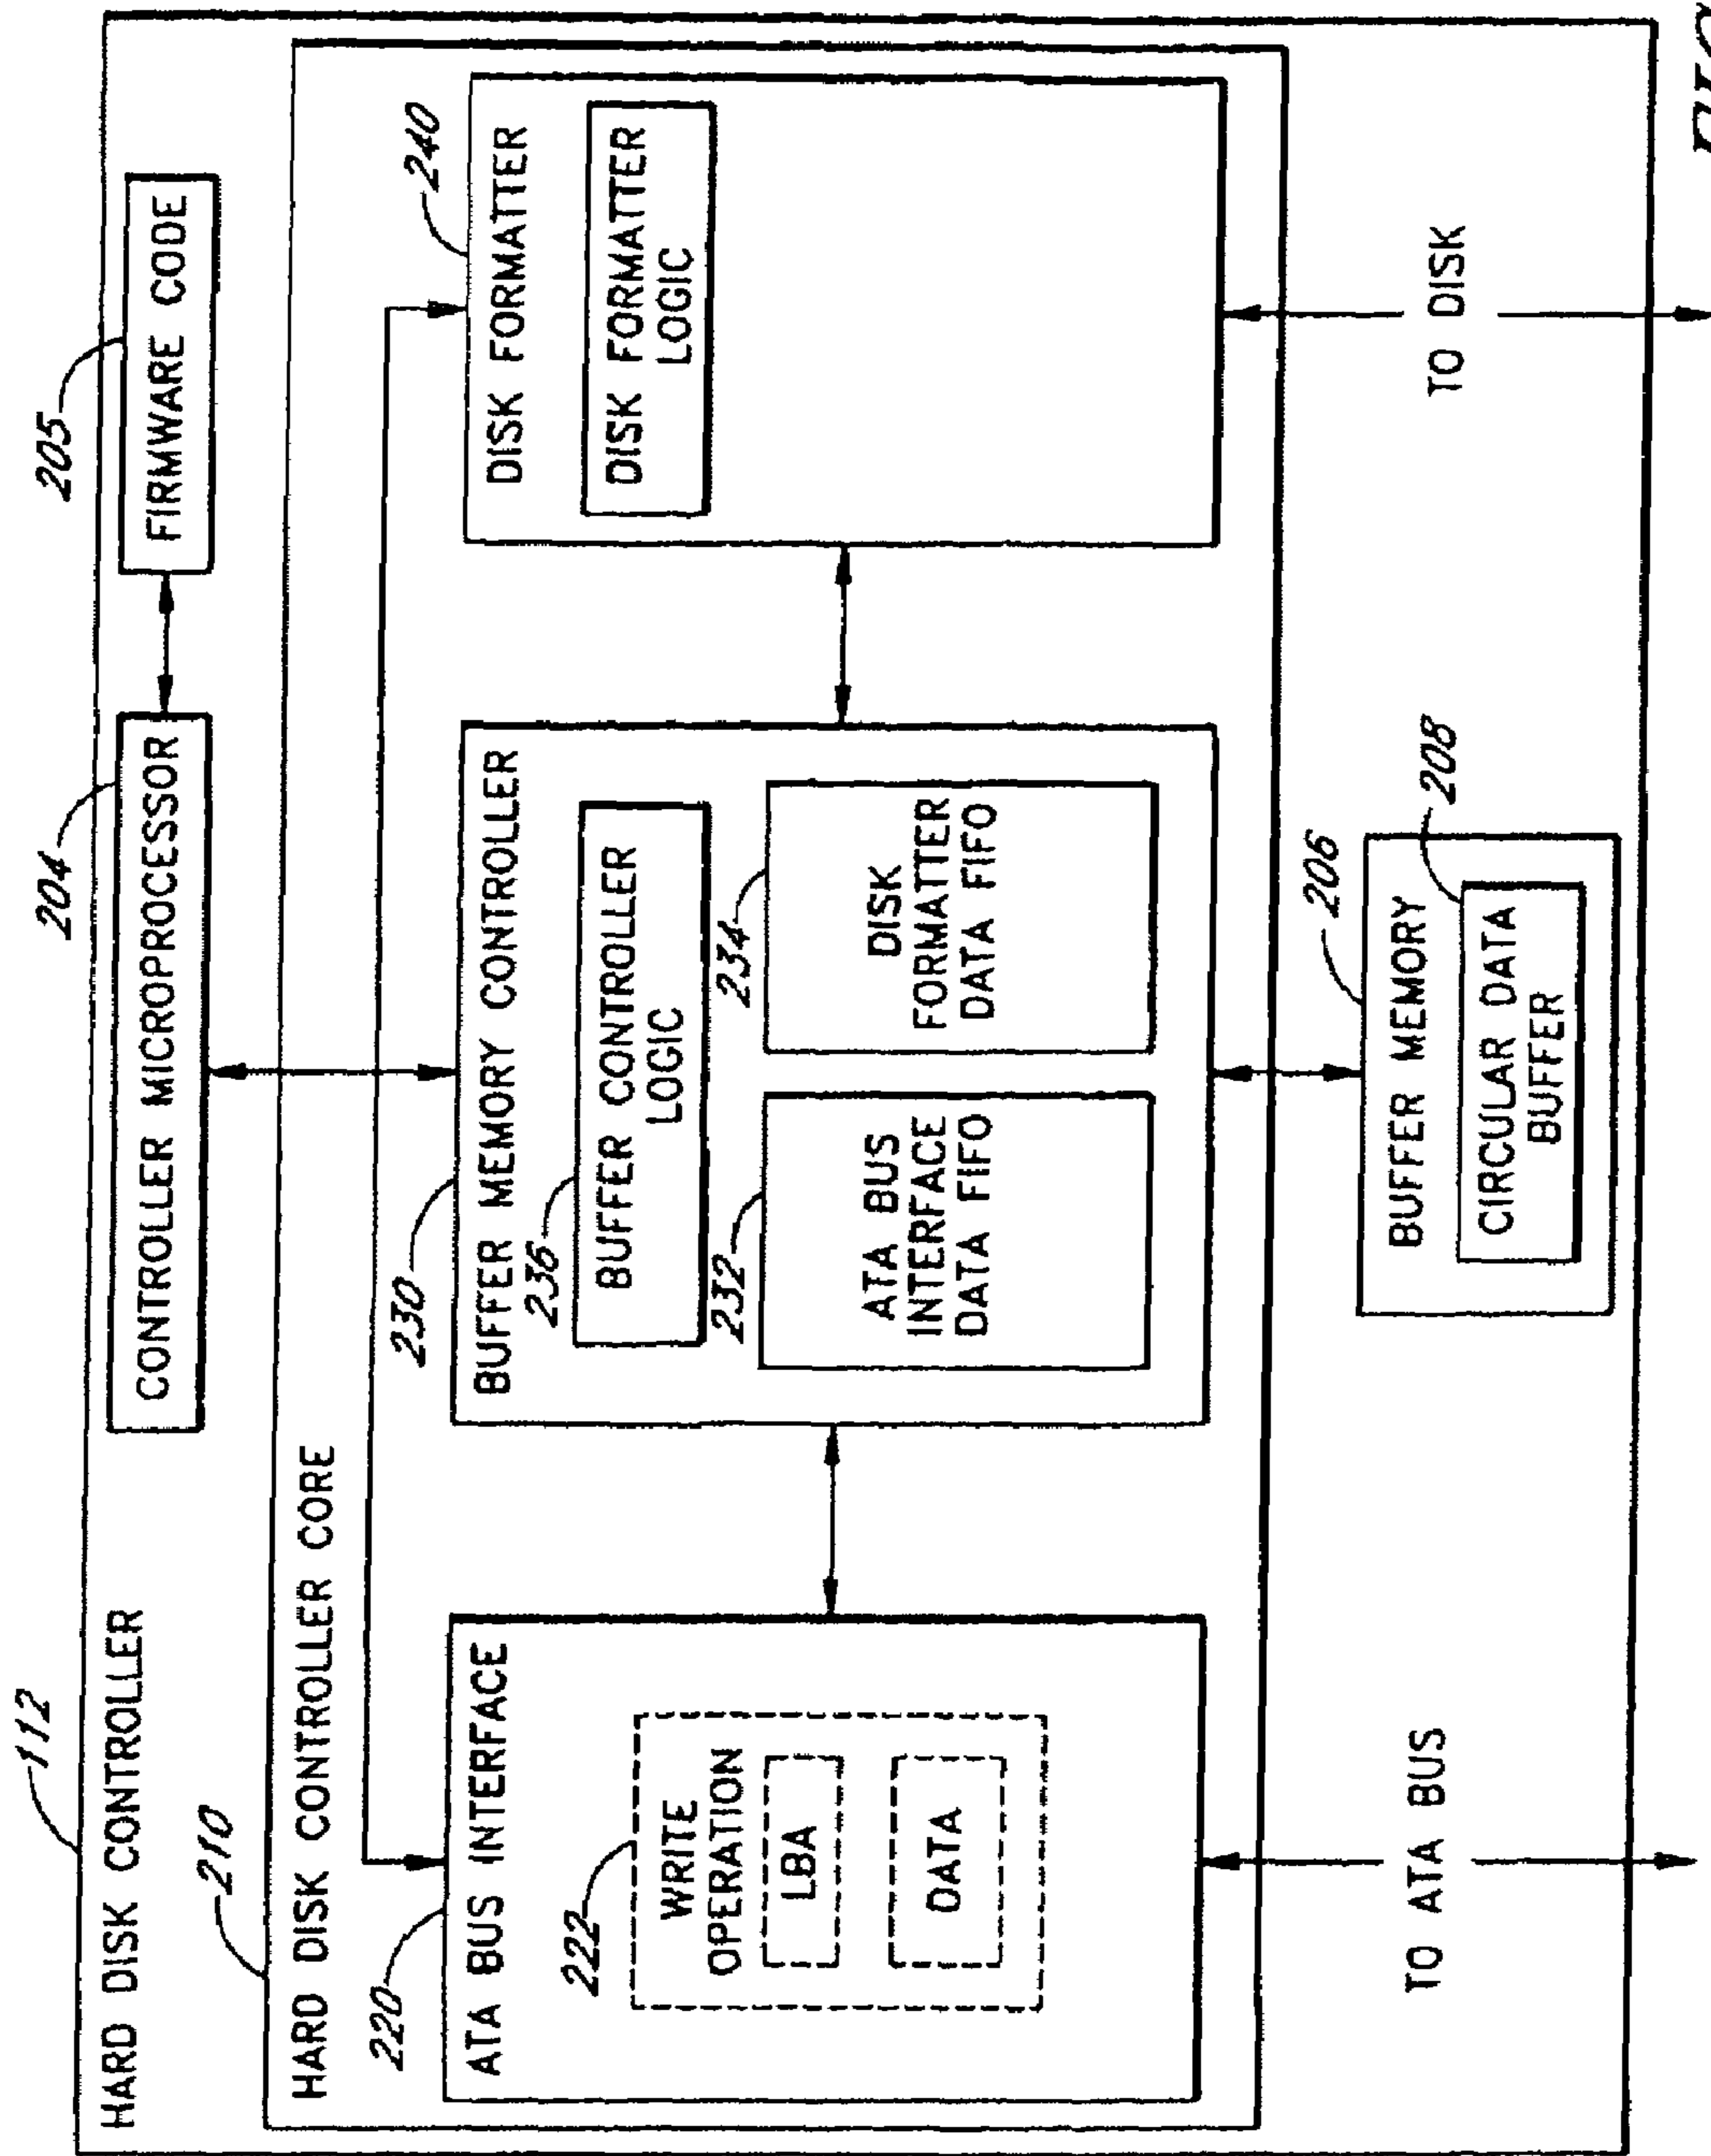 112
HARD DISK CONTROLLER
204
CONTROLLER MICROPROCESSOR
205
FIRMWARE CODE
210
HARD DISK CONTROLLER CORE
220
ATA BUS INTERFACE
222
WRITE
OPERATION
LBA
DATA
230
BUFFER MEMORY CONTROLLER
236
BUFFER CONTROLLER
LOGIC
232
ATA BUS
INTERFACE
DATA FIFO
234
DISK
FORMATTER
DATA FIFO
240
DISK FORMATTER
DISK FORMATTER
LOGIC
206
BUFFER MEMORY
208
CIRCULAR DATA
BUFFER
TO ATA BUS
TO DISK